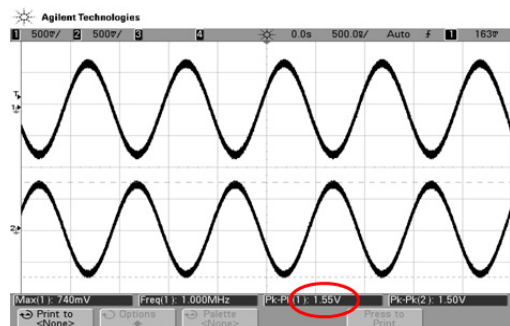 Agilent Technologies
1 500mV/ 2 500mV/ 3 4 0.0s 500.0ns/ Auto 1 163mV
T
1
2
Max(1): 740mV Freq(1): 1.000MHz Pk-Pk(1): 1.55V Pk-Pk(2): 1.50V
Print to Options Palette Press to
<None> <None> Print